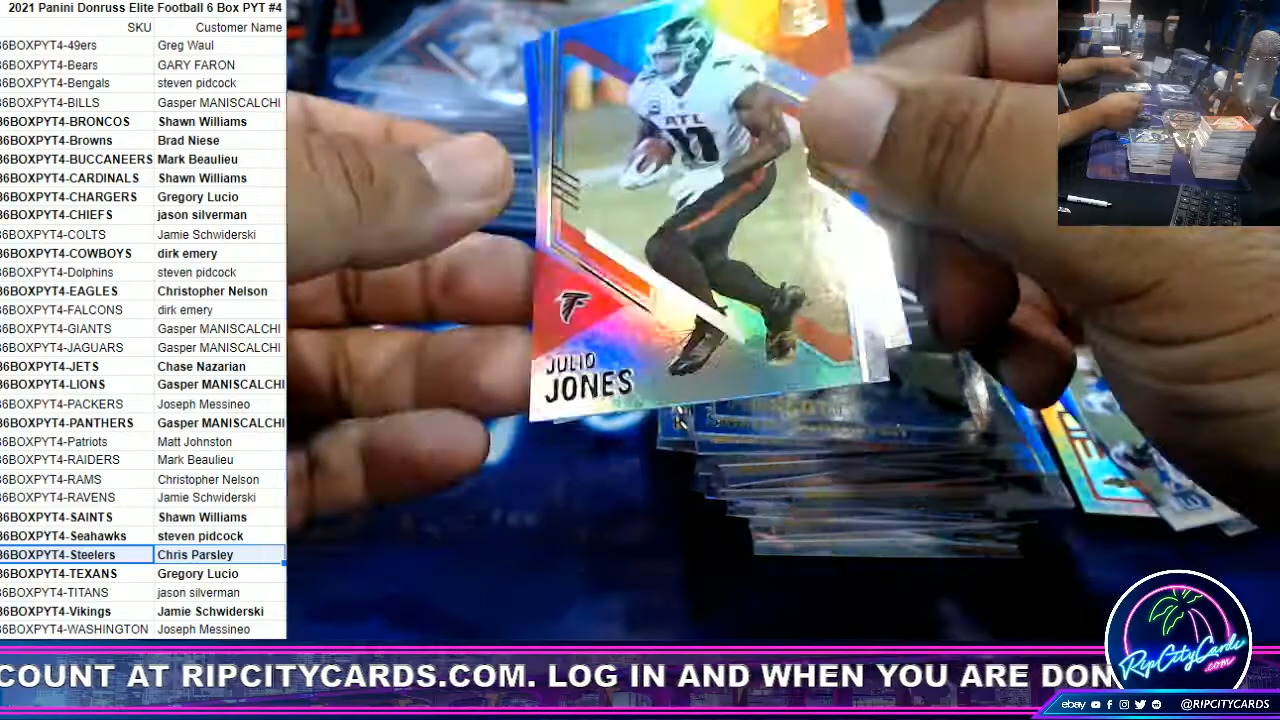 2021 Panini Donruss Elite Football 6 Box PYT #4
SKU Customer Name
36BOXPYT4-49ers Greg Waul
36BOXPYT4-Bears GARY FARON
36BOXPYT4-Bengals steven pidcock
36BOXPYT4-BILLS Gasper MANISCALCHI
36BOXPYT4-BRONCOS Shawn Williams
36BOXPYT4-Browns Brad Niese
36BOXPYT4-BUCCANEERS Mark Beaulieu
36BOXPYT4-CARDINALS Shawn Williams
36BOXPYT4-CHARGERS Gregory Lucio
36BOXPYT4-CHIEFS jason silverman
36BOXPYT4-COLTS Jamie Schwiderski
36BOXPYT4-COWBOYS dirk emery
36BOXPYT4-Dolphins steven pidcock
36BOXPYT4-EAGLES Christopher Nelson
36BOXPYT4-FALCONS dirk emery
36BOXPYT4-GIANTS Gasper MANISCALCHI
36BOXPYT4-JAGUARS Gasper MANISCALCHI
36BOXPYT4-JETS Chase Nazarian
36BOXPYT4-LIONS Gasper MANISCALCHI
36BOXPYT4-PACKERS Joseph Messineo
36BOXPYT4-PANTHERS Gasper MANISCALCHI
36BOXPYT4-Patriots Matt Johnston
36BOXPYT4-RAIDERS Mark Beaulieu
36BOXPYT4-RAMS Christopher Nelson
36BOXPYT4-RAVENS Jamie Schwiderski
36BOXPYT4-SAINTS Shawn Williams
36BOXPYT4-Seahawks steven pidcock
36BOXPYT4-Steelers Chris Parsley
36BOXPYT4-TEXANS Gregory Lucio
36BOXPYT4-TITANS jason silverman
36BOXPYT4-Vikings Jamie Schwiderski
36BOXPYT4-WASHINGTON Joseph Messineo
ATL
11
JULIO
JONES
COUNT AT RIPCITYCARDS.COM. LOG IN AND WHEN YOU ARE DON
RipCityCards
.com
ebay @RIPCITYCARDS